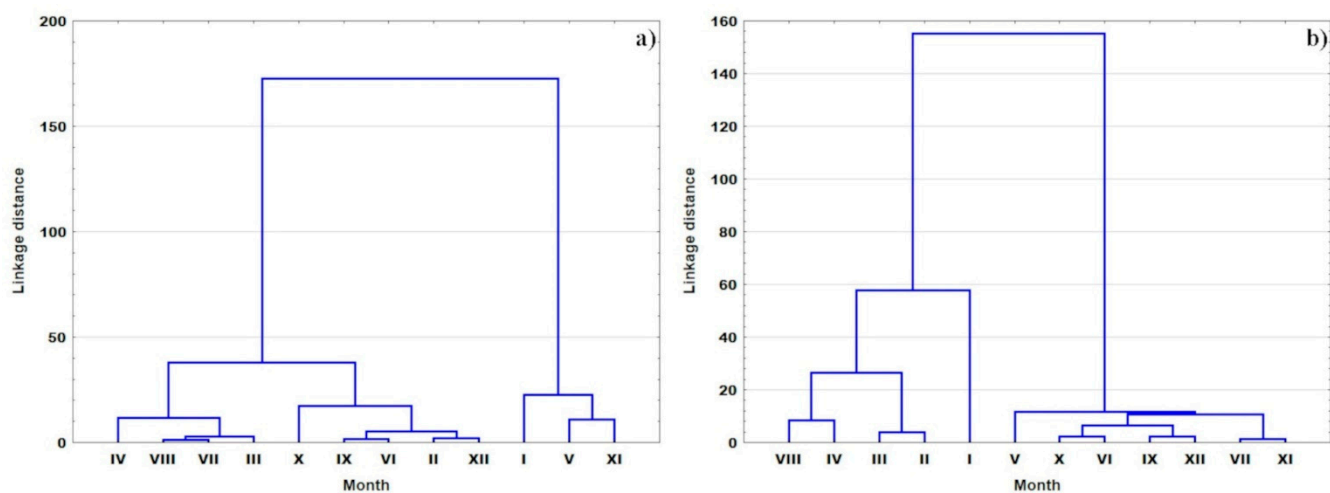 a)
200
150
100
50
0
Linkage distance
IV VIII VII III X IX VI II XII I V XI
Month
b)
160
140
120
100
80
60
40
20
0
Linkage distance
VIII IV III II I V X VI IX XII VII XI
Month